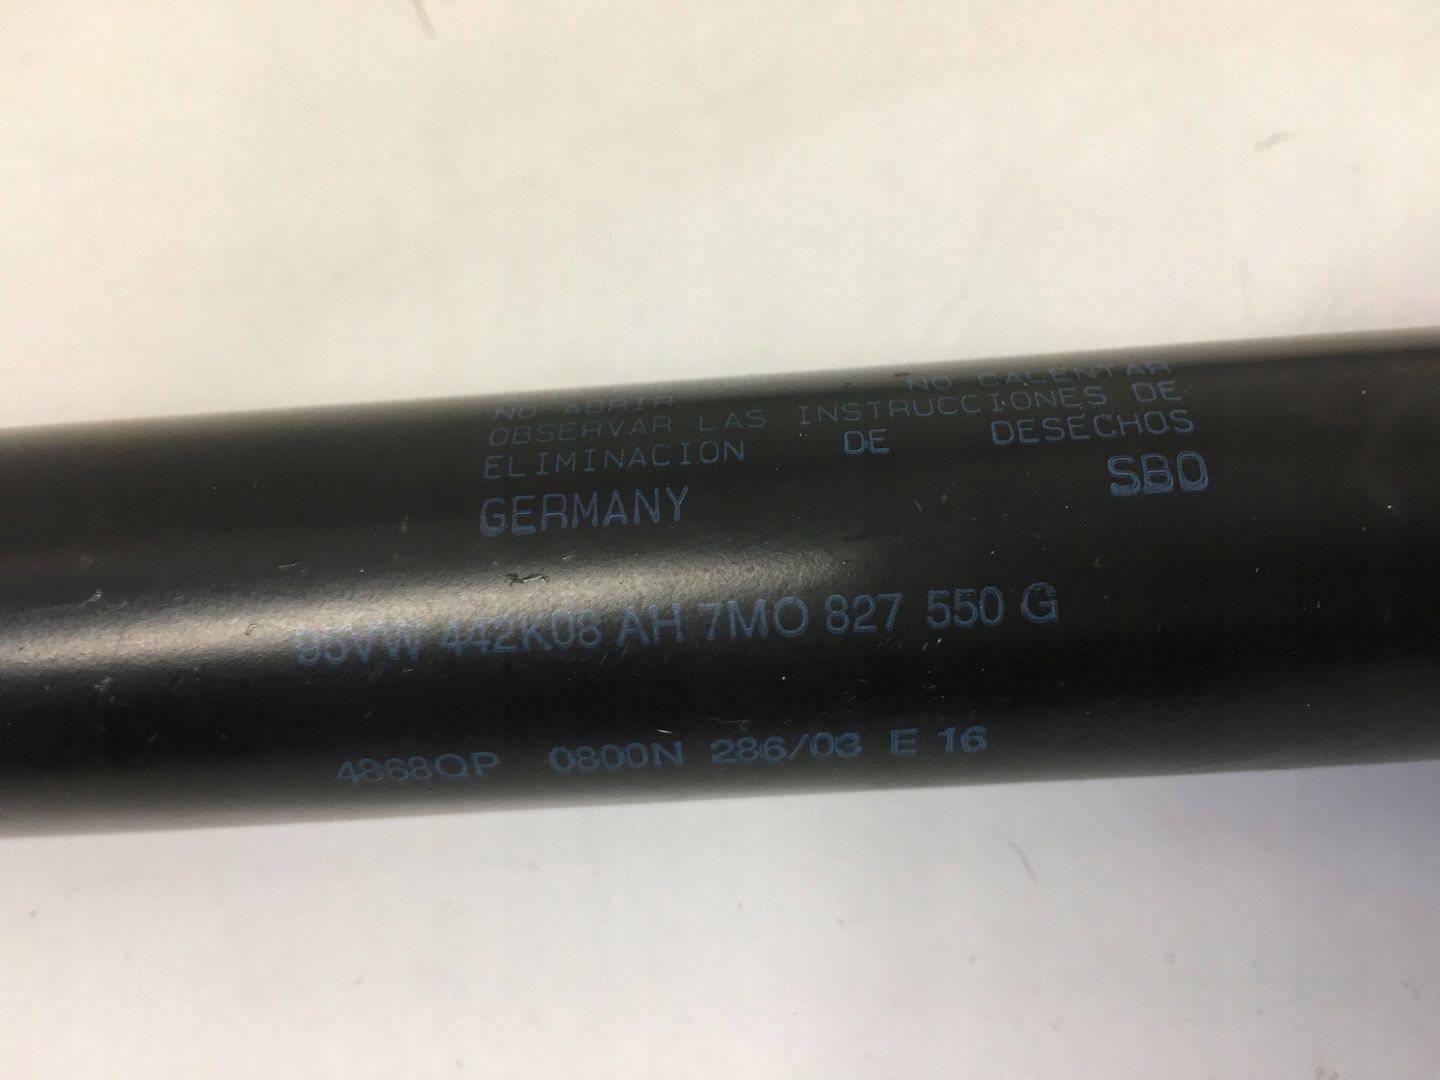 NO ABRIR. NO CALENTAR
OBSERVAR LAS INSTRUCCIONES DE
ELIMINACION DE DESECHOS
GERMANY SBO
95VW 442K08 AH 7MO 827 550 G
4868QP 0800N 286/03 E 16